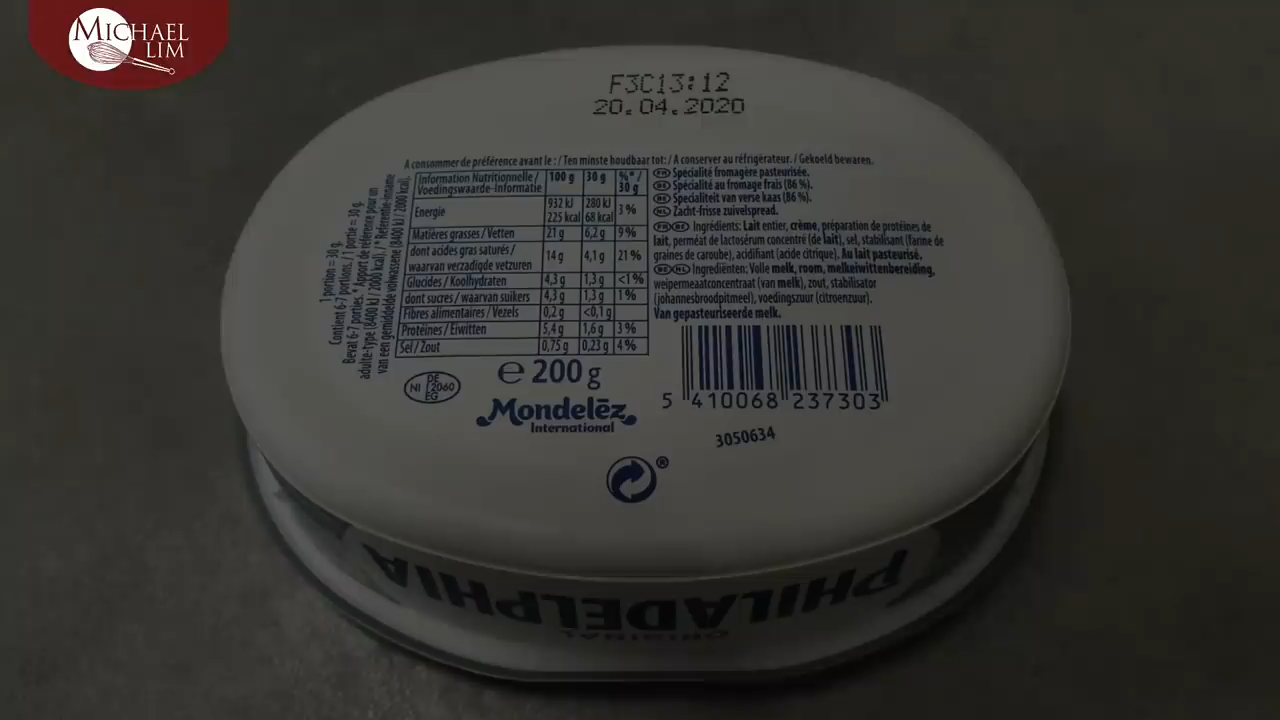 MICHAEL
LIM
F3C13:12
20.04.2020
A consommer de préférence avant le : / Ten minste houdbaar tot: / A conserver au réfrigérateur. / Gekoeld bewaren.
1 portion = 30 g.
Contient 6-7 portions. / 1 portie = 30 g.
Bevat 6-7 porties. * Apport de référence pour un
adulte-type (8400 kJ / 2000 kcal). / * Referentie-inname
van een gemiddelde volwassene (8400 kJ / 2000 kcal).
Information Nutritionnelle / Voedingswaarde-Informatie 100 g 30 g %* / 30 g
Energie 932 kJ 225 kcal 280 kJ 68 kcal 3 %
Matières grasses / Vetten 21 g 6,2 g 9 %
dont acides gras saturés / waarvan verzadigde vetzuren 14 g 4,1 g 21 %
Glucides / Koolhydraten 4,3 g 1,3 g <1 %
dont sucres / waarvan suikers 4,3 g 1,3 g 1 %
Fibres alimentaires / Vezels 0,2 g <0,1 g
Protéines / Eiwitten 5,4 g 1,6 g 3 %
Sel / Zout 0,75 g 0,23 g 4 %
FR Spécialité fromagère pasteurisée.
BE Spécialité au fromage frais (86 %).
BE Specialiteit van verse kaas (86 %).
NL Zacht-frisse zuivelspread.
FR BE Ingrédients: Lait entier, crème, préparation de protéines de
lait, perméat de lactosérum concentré (de lait), sel, stabilisant (farine de
graines de caroube), acidifiant (acide citrique). Au lait pasteurisé.
BE NL Ingrediënten: Volle melk, room, melkeiwittenbereiding,
weipermeaatconcentraat (van melk), zout, stabilisator
(johannesbroodpitmeel), voedingszuur (citroenzuur).
Van gepasteuriseerde melk.
DE
NI 2060
EG
e 200 g
Mondelēz
International
5 410068 237303
3050634
®
PHILADELPHIA
ORIGINAL